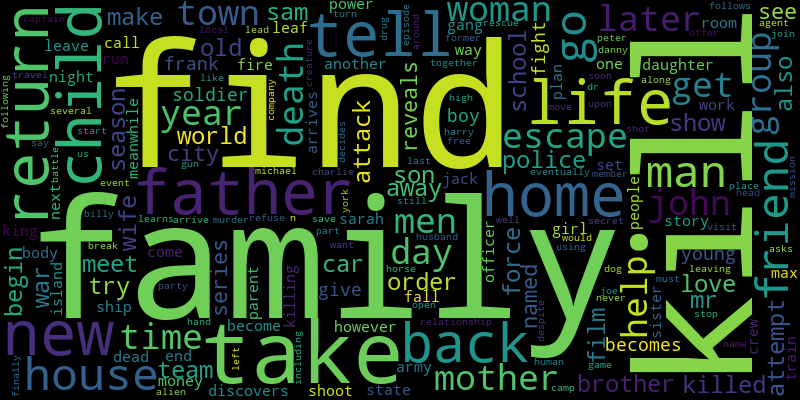 find
family
kill
take
tell
home
father
child
return
new
house
back
life
friend
group
help
man
john
mother
men
day
time
town
woman
later
go
get
show
escape
police
year
world
city
death
attack
old
sam
make
leaf
call
leave
run
night
frank
soldier
season
meanwhile
wife
war
meet
begin
try
island
ship
body
next
king
come
series
parent
car
give
killing
become
however
team
money
dead
end
discovers
shoot
state
army
brother
killed
becomes
film
order
fall
force
named
officer
girl
son
away
jack
sarah
reveals
arrives
another
fire
power
gang
way
boy
school
fight
plan
room
one
daughter
work
also
see
set
people
story
young
love
mr
max
attempt
train
crew
sister
captain
travel
following
several
start
say
us
battle
event
billy
break
learns
arrive
murder
refuse
n
party
hand
finally
alien
left
including
local
lead
turn
former
drug
episode
around
together
rescue
creature
like
company
michael
gun
decides
charlie
high
harry
free
last
still
save
york
part
want
husband
horse
open
relationship
despite
human
game
camp
well
secret
would
using
dog
never
joe
must
stop
leaving
visit
asks
name
member
eventually
shot
move
upon
dr
soon
along
peter
danny
agent
follows
offer
join
place
head
mission